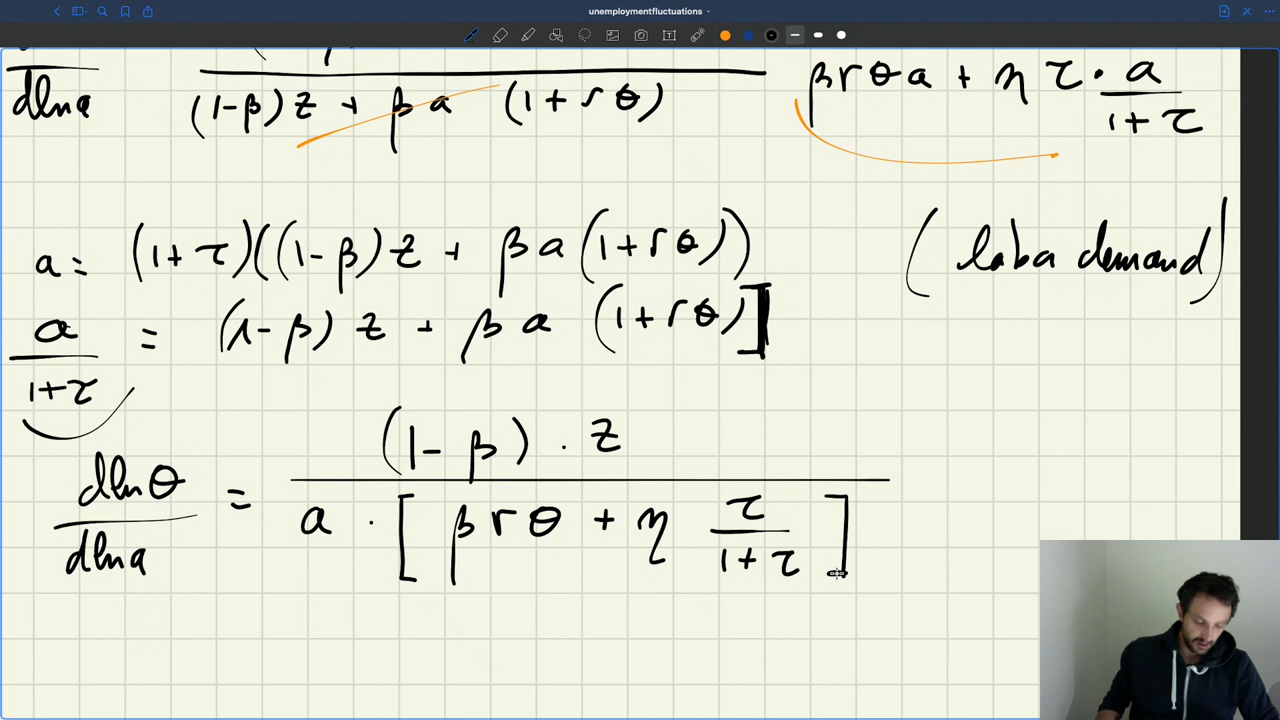 unemploymentfluctuations
dlna
(1-β)z + βa (1+rθ)
βrθa + ητ · a/(1+τ)
a = (1+τ)((1-β)z + βa(1+rθ))
(labor demand)
a/(1+τ) = (1-β)z + βa (1+rθ)]
dlnθ/dlna = (1-β) · z / a · [βrθ + η τ/(1+τ)]